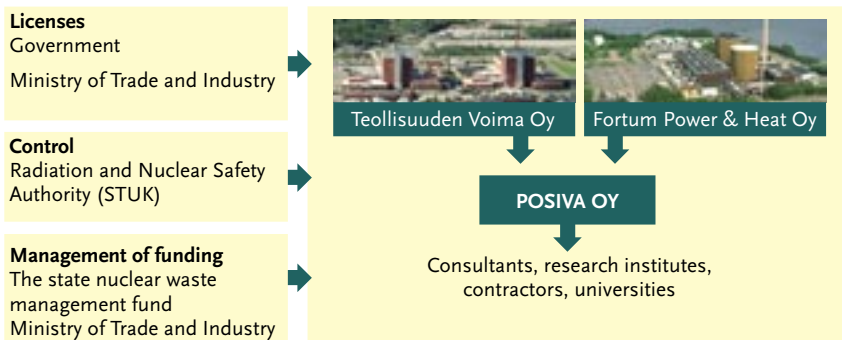 Licenses
Government
Ministry of Trade and Industry
Control
Radiation and Nuclear Safety
Authority (STUK)
Management of funding
The state nuclear waste
management fund
Ministry of Trade and Industry
Teollisuuden Voima Oy
Fortum Power & Heat Oy
POSIVA OY
Consultants, research institutes,
contractors, universities